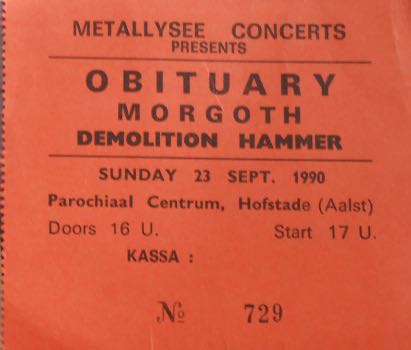 METALLYSEE CONCERTS
PRESENTS
OBITUARY
MORGOTH
DEMOLITION HAMMER
SUNDAY 23 SEPT. 1990
Parochiaal Centrum, Hofstade (Aalst)
Doors 16 U. Start 17 U.
KASSA :
No 729